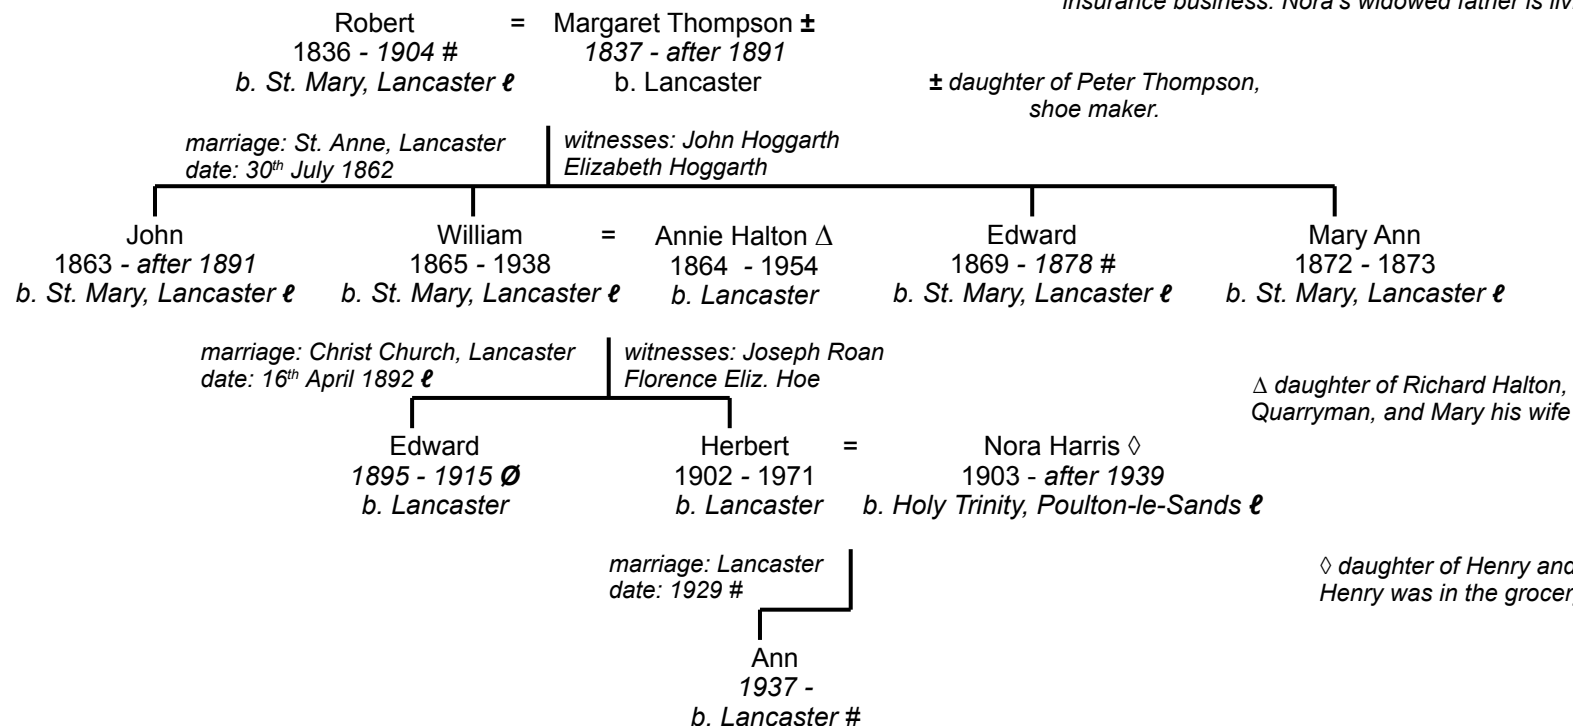 insurance business. Nora's widowed father is
Robert = Margaret Thompson ±
1836 - 1904 # 1837 - after 1891
b. St. Mary, Lancaster ℓ b. Lancaster
± daughter of Peter Thompson,
shoe maker.
marriage: St. Anne, Lancaster
date: 30th July 1862
witnesses: John Hoggarth
Elizabeth Hoggarth
John William = Annie Halton Δ Edward Mary Ann
1863 - after 1891 1865 - 1938 1864 - 1954 1869 - 1878 # 1872 - 1873
b. St. Mary, Lancaster ℓ b. St. Mary, Lancaster ℓ b. Lancaster b. St. Mary, Lancaster ℓ b. St. Mary, Lancaster ℓ
marriage: Christ Church, Lancaster
date: 16th April 1892 ℓ
witnesses: Joseph Roan
Florence Eliz. Hoe
Δ daughter of Richard Halton,
Quarryman, and Mary his wife
Edward Herbert = Nora Harris ◊
1895 - 1915 Ø 1902 - 1971 1903 - after 1939
b. Lancaster b. Lancaster b. Holy Trinity, Poulton-le-Sands ℓ
marriage: Lancaster
date: 1929 #
◊ daughter of Henry and
Henry was in the
Ann
1937 -
b. Lancaster #